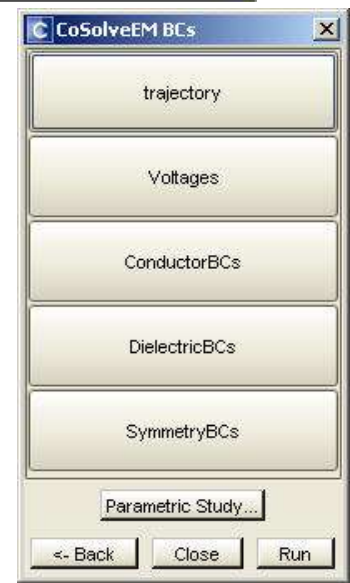 CoSolveEM BCs
trajectory
Voltages
ConductorBCs
DielectricBCs
SymmetryBCs
Parametric Study...
<- Back Close Run